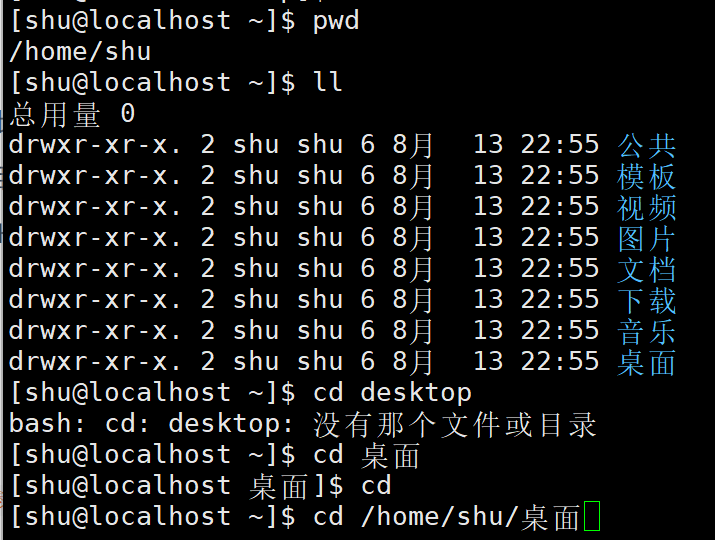 [shu@localhost ~]$ pwd
/home/shu
[shu@localhost ~]$ ll
总用量 0
drwxr-xr-x. 2 shu shu 6 8月  13 22:55 公共
drwxr-xr-x. 2 shu shu 6 8月  13 22:55 模板
drwxr-xr-x. 2 shu shu 6 8月  13 22:55 视频
drwxr-xr-x. 2 shu shu 6 8月  13 22:55 图片
drwxr-xr-x. 2 shu shu 6 8月  13 22:55 文档
drwxr-xr-x. 2 shu shu 6 8月  13 22:55 下载
drwxr-xr-x. 2 shu shu 6 8月  13 22:55 音乐
drwxr-xr-x. 2 shu shu 6 8月  13 22:55 桌面
[shu@localhost ~]$ cd desktop
bash: cd: desktop: 没有那个文件或目录
[shu@localhost ~]$ cd 桌面
[shu@localhost 桌面]$ cd
[shu@localhost ~]$ cd /home/shu/桌面